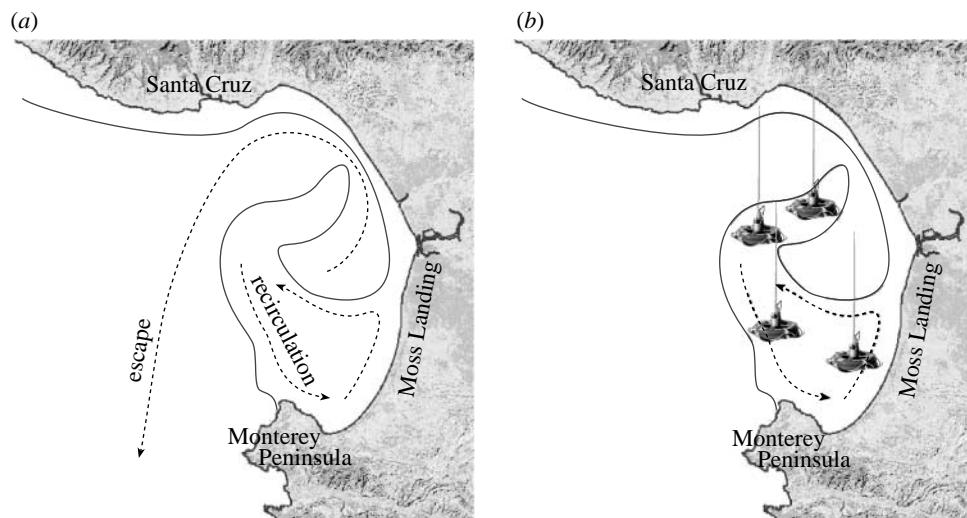 (a)
Santa Cruz
escape
recirculation
Moss Landing
Monterey
Peninsula
(b)
Santa Cruz
Moss Landing
Monterey
Peninsula